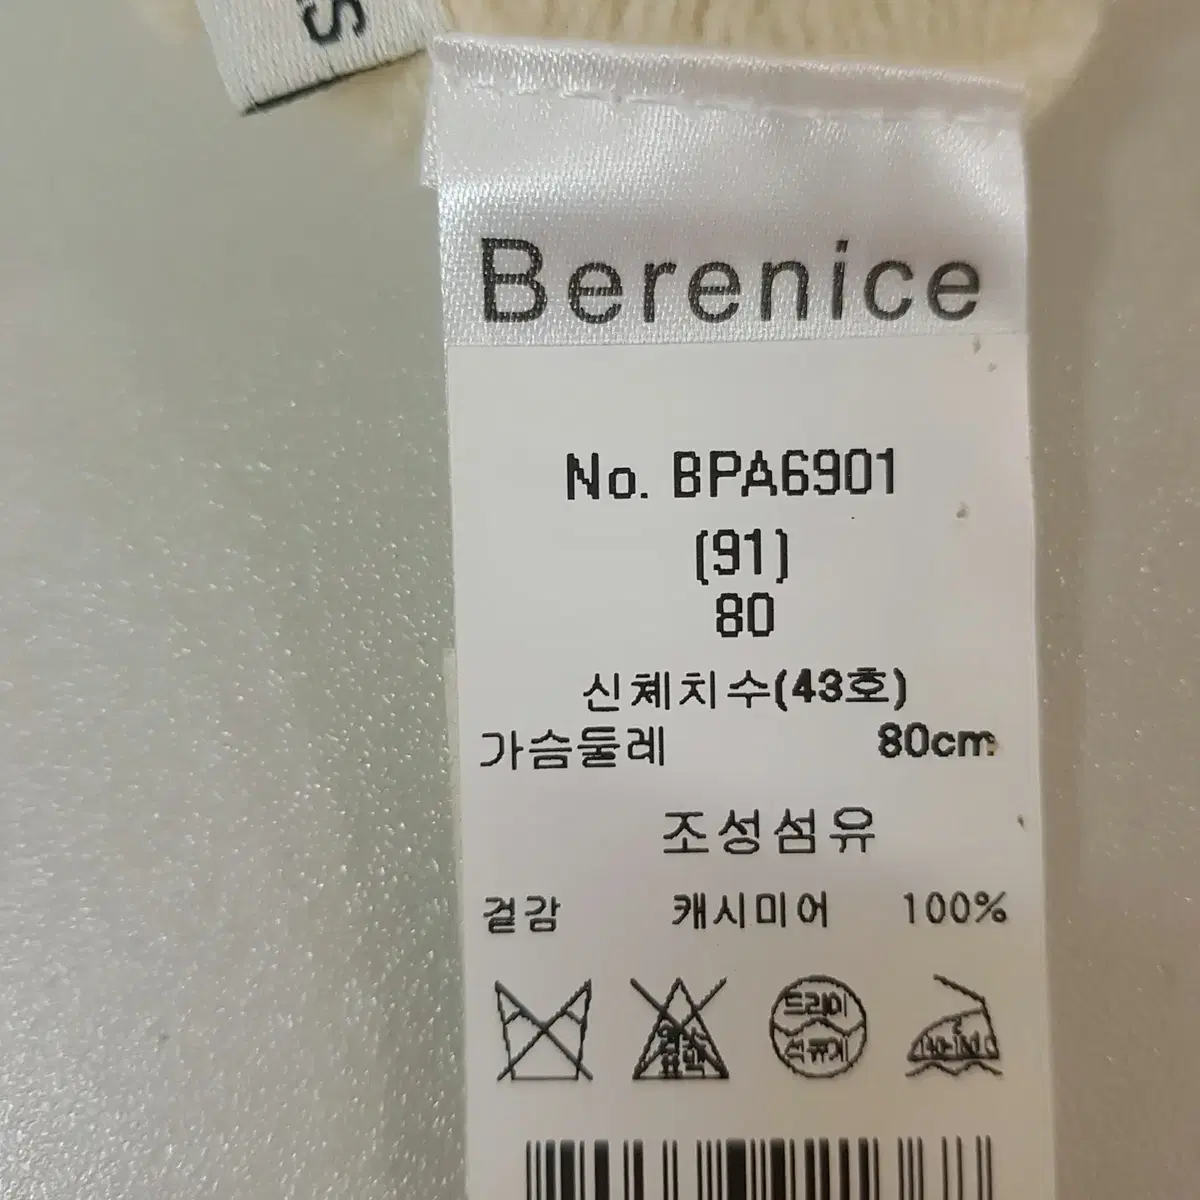 S
Berenice
No. BPA6901
(91)
80
신체치수(43호)
가슴둘레 80cm
조성섬유
겉감 캐시미어 100%
드라이
석유계